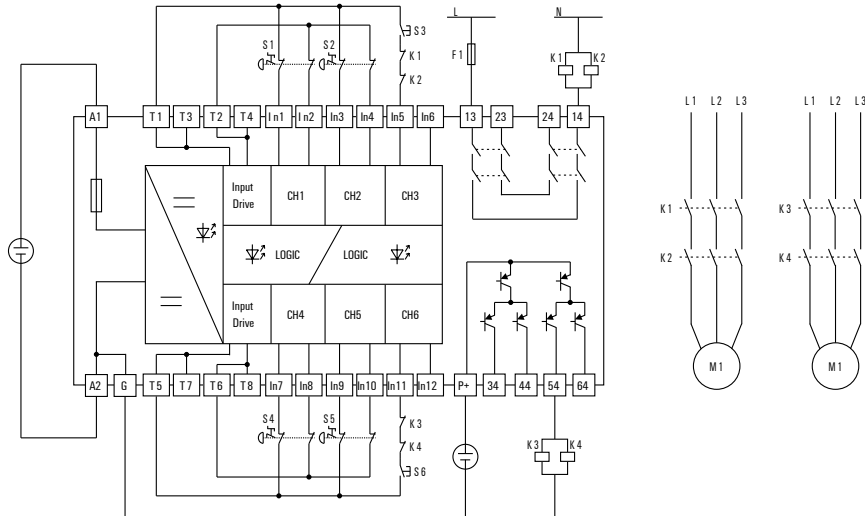 L N
S1 S2 S3
F1 K1 K2
K1
K2
L1 L2 L3 L1 L2 L3
A1 T1 T3 T2 T4 In1 In2 In3 In4 In5 In6 13 23 24 14
Input
Drive CH1 CH2 CH3
K1 K3
LOGIC LOGIC
K2 K4
Input
Drive CH4 CH5 CH6
M1 M1
A2 G T5 T7 T6 T8 In7 In8 In9 In10 In11 In12 P+ 34 44 54 64
S4 S5 K3
K4 K3 K4
S6